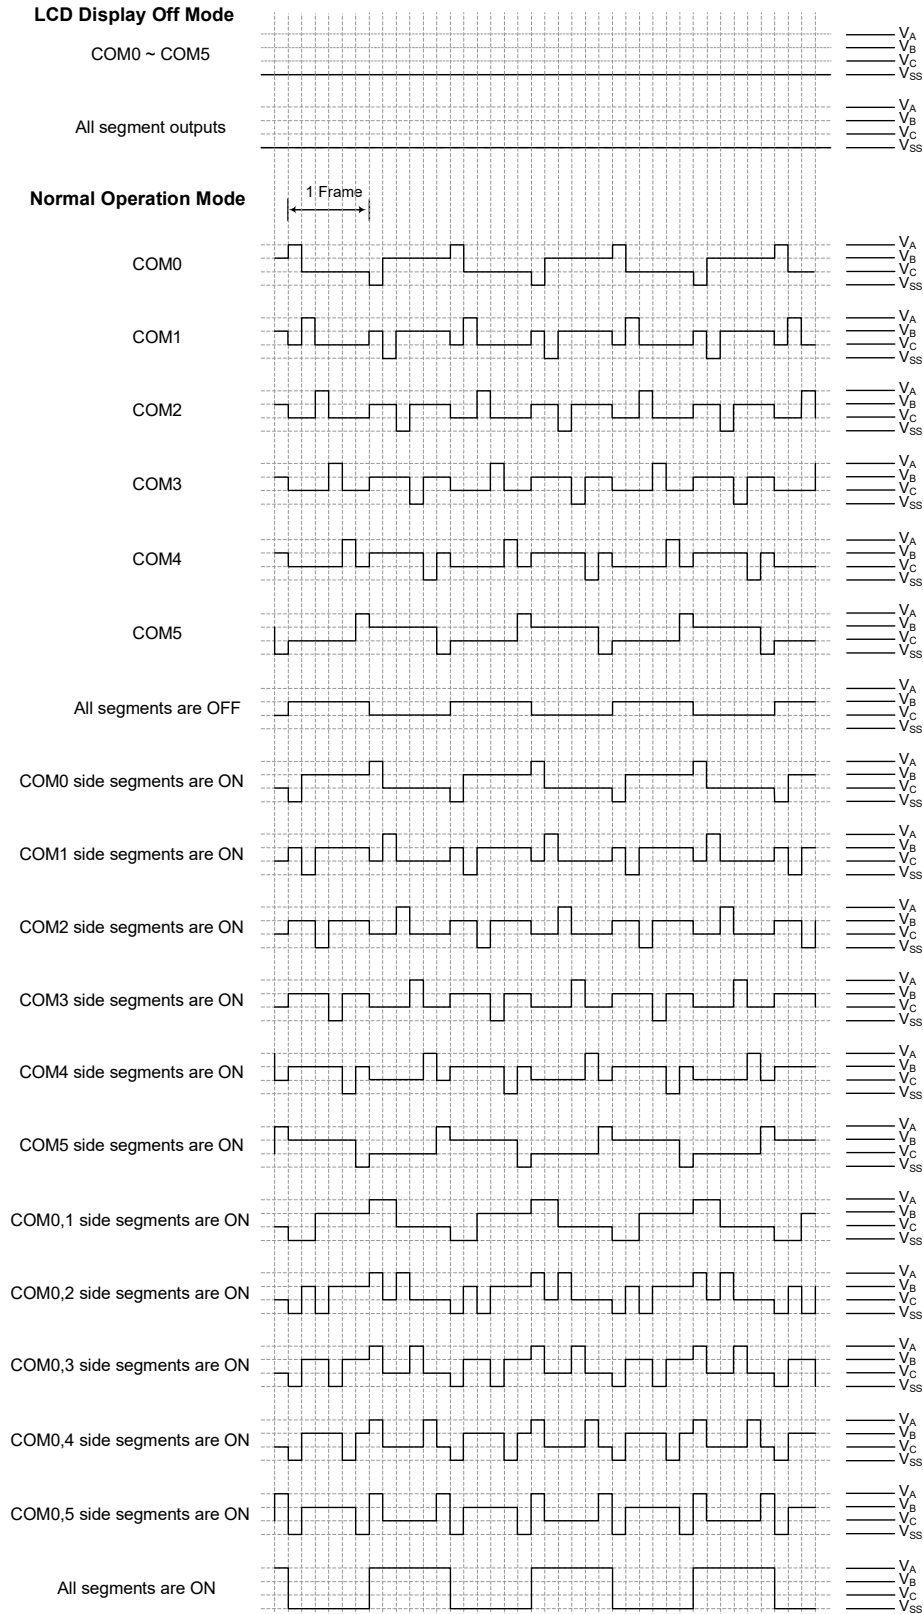 LCD Display Off Mode
COM0 ~ COM5
VA
VB
VC
VSS
All segment outputs
VA
VB
VC
VSS
Normal Operation Mode
1 Frame
COM0
VA
VB
VC
VSS
COM1
VA
VB
VC
VSS
COM2
VA
VB
VC
VSS
COM3
VA
VB
VC
VSS
COM4
VA
VB
VC
VSS
COM5
VA
VB
VC
VSS
All segments are OFF
VA
VB
VC
VSS
COM0 side segments are ON
VA
VB
VC
VSS
COM1 side segments are ON
VA
VB
VC
VSS
COM2 side segments are ON
VA
VB
VC
VSS
COM3 side segments are ON
VA
VB
VC
VSS
COM4 side segments are ON
VA
VB
VC
VSS
COM5 side segments are ON
VA
VB
VC
VSS
COM0,1 side segments are ON
VA
VB
VC
VSS
COM0,2 side segments are ON
VA
VB
VC
VSS
COM0,3 side segments are ON
VA
VB
VC
VSS
COM0,4 side segments are ON
VA
VB
VC
VSS
COM0,5 side segments are ON
VA
VB
VC
VSS
All segments are ON
VA
VB
VC
VSS